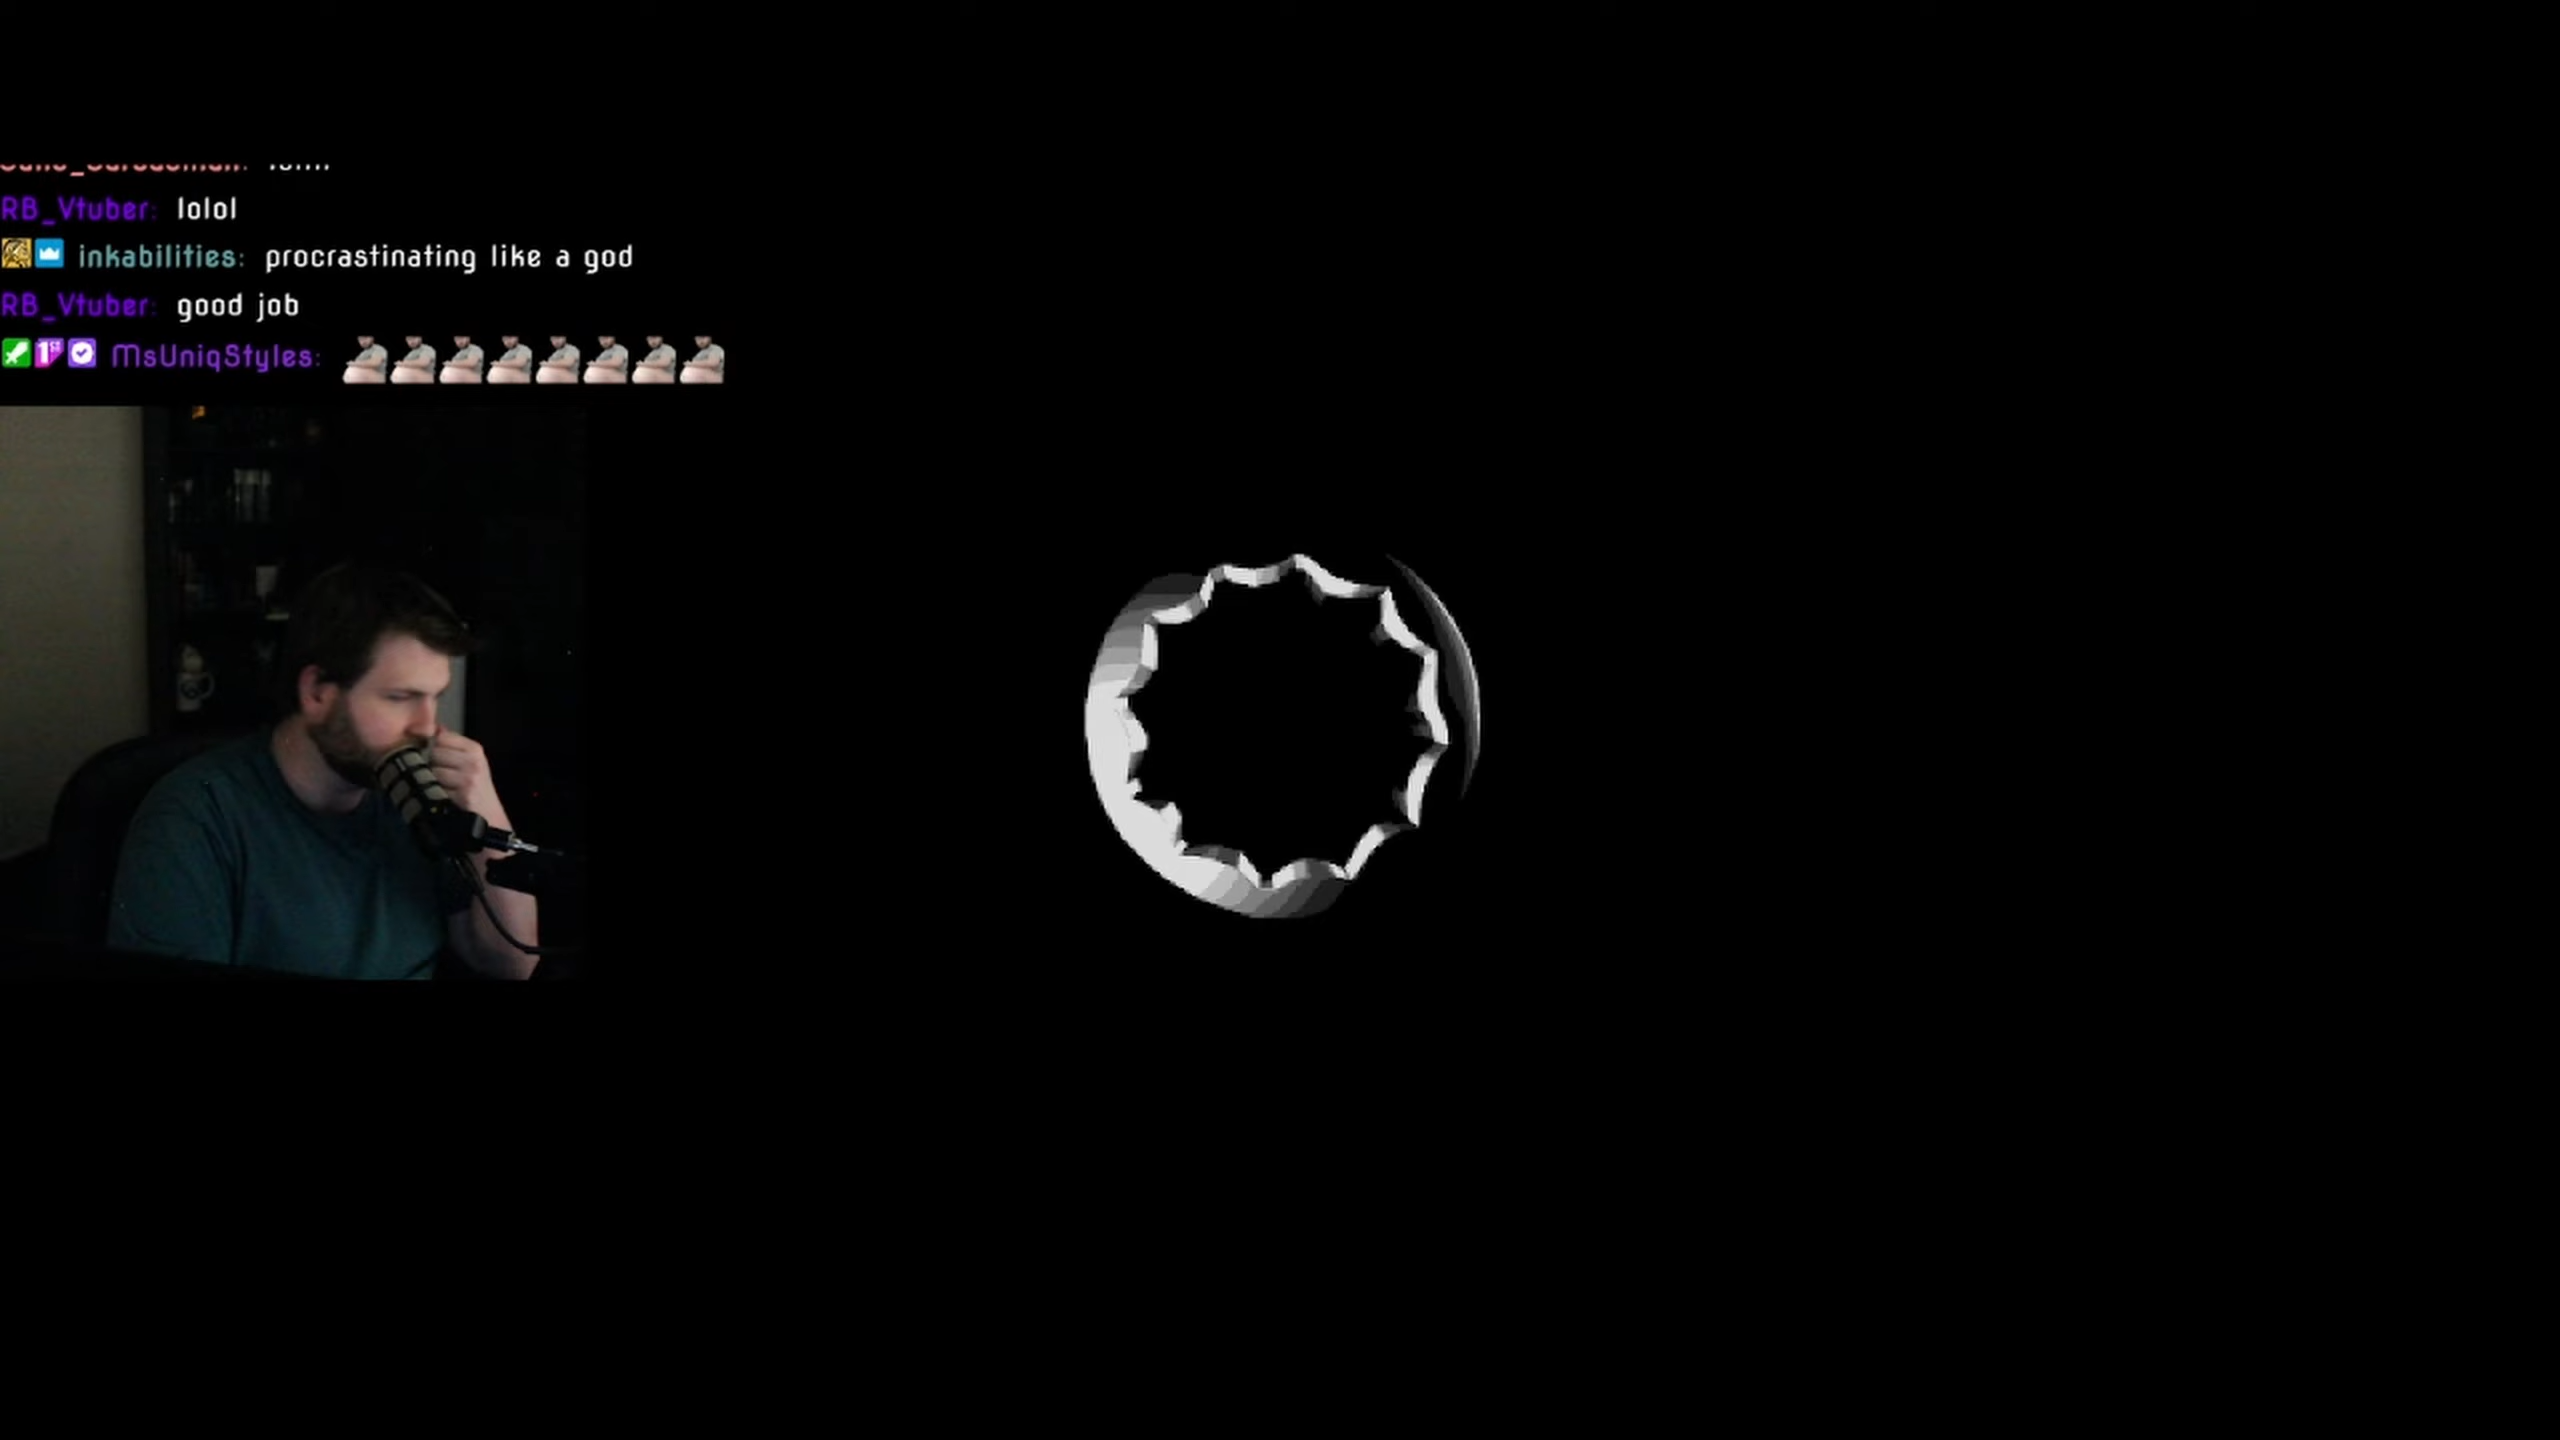 RB_Vtuber: lolol
inkabilities: procrastinating like a god
RB_Vtuber: good job
MsUniqStyles: